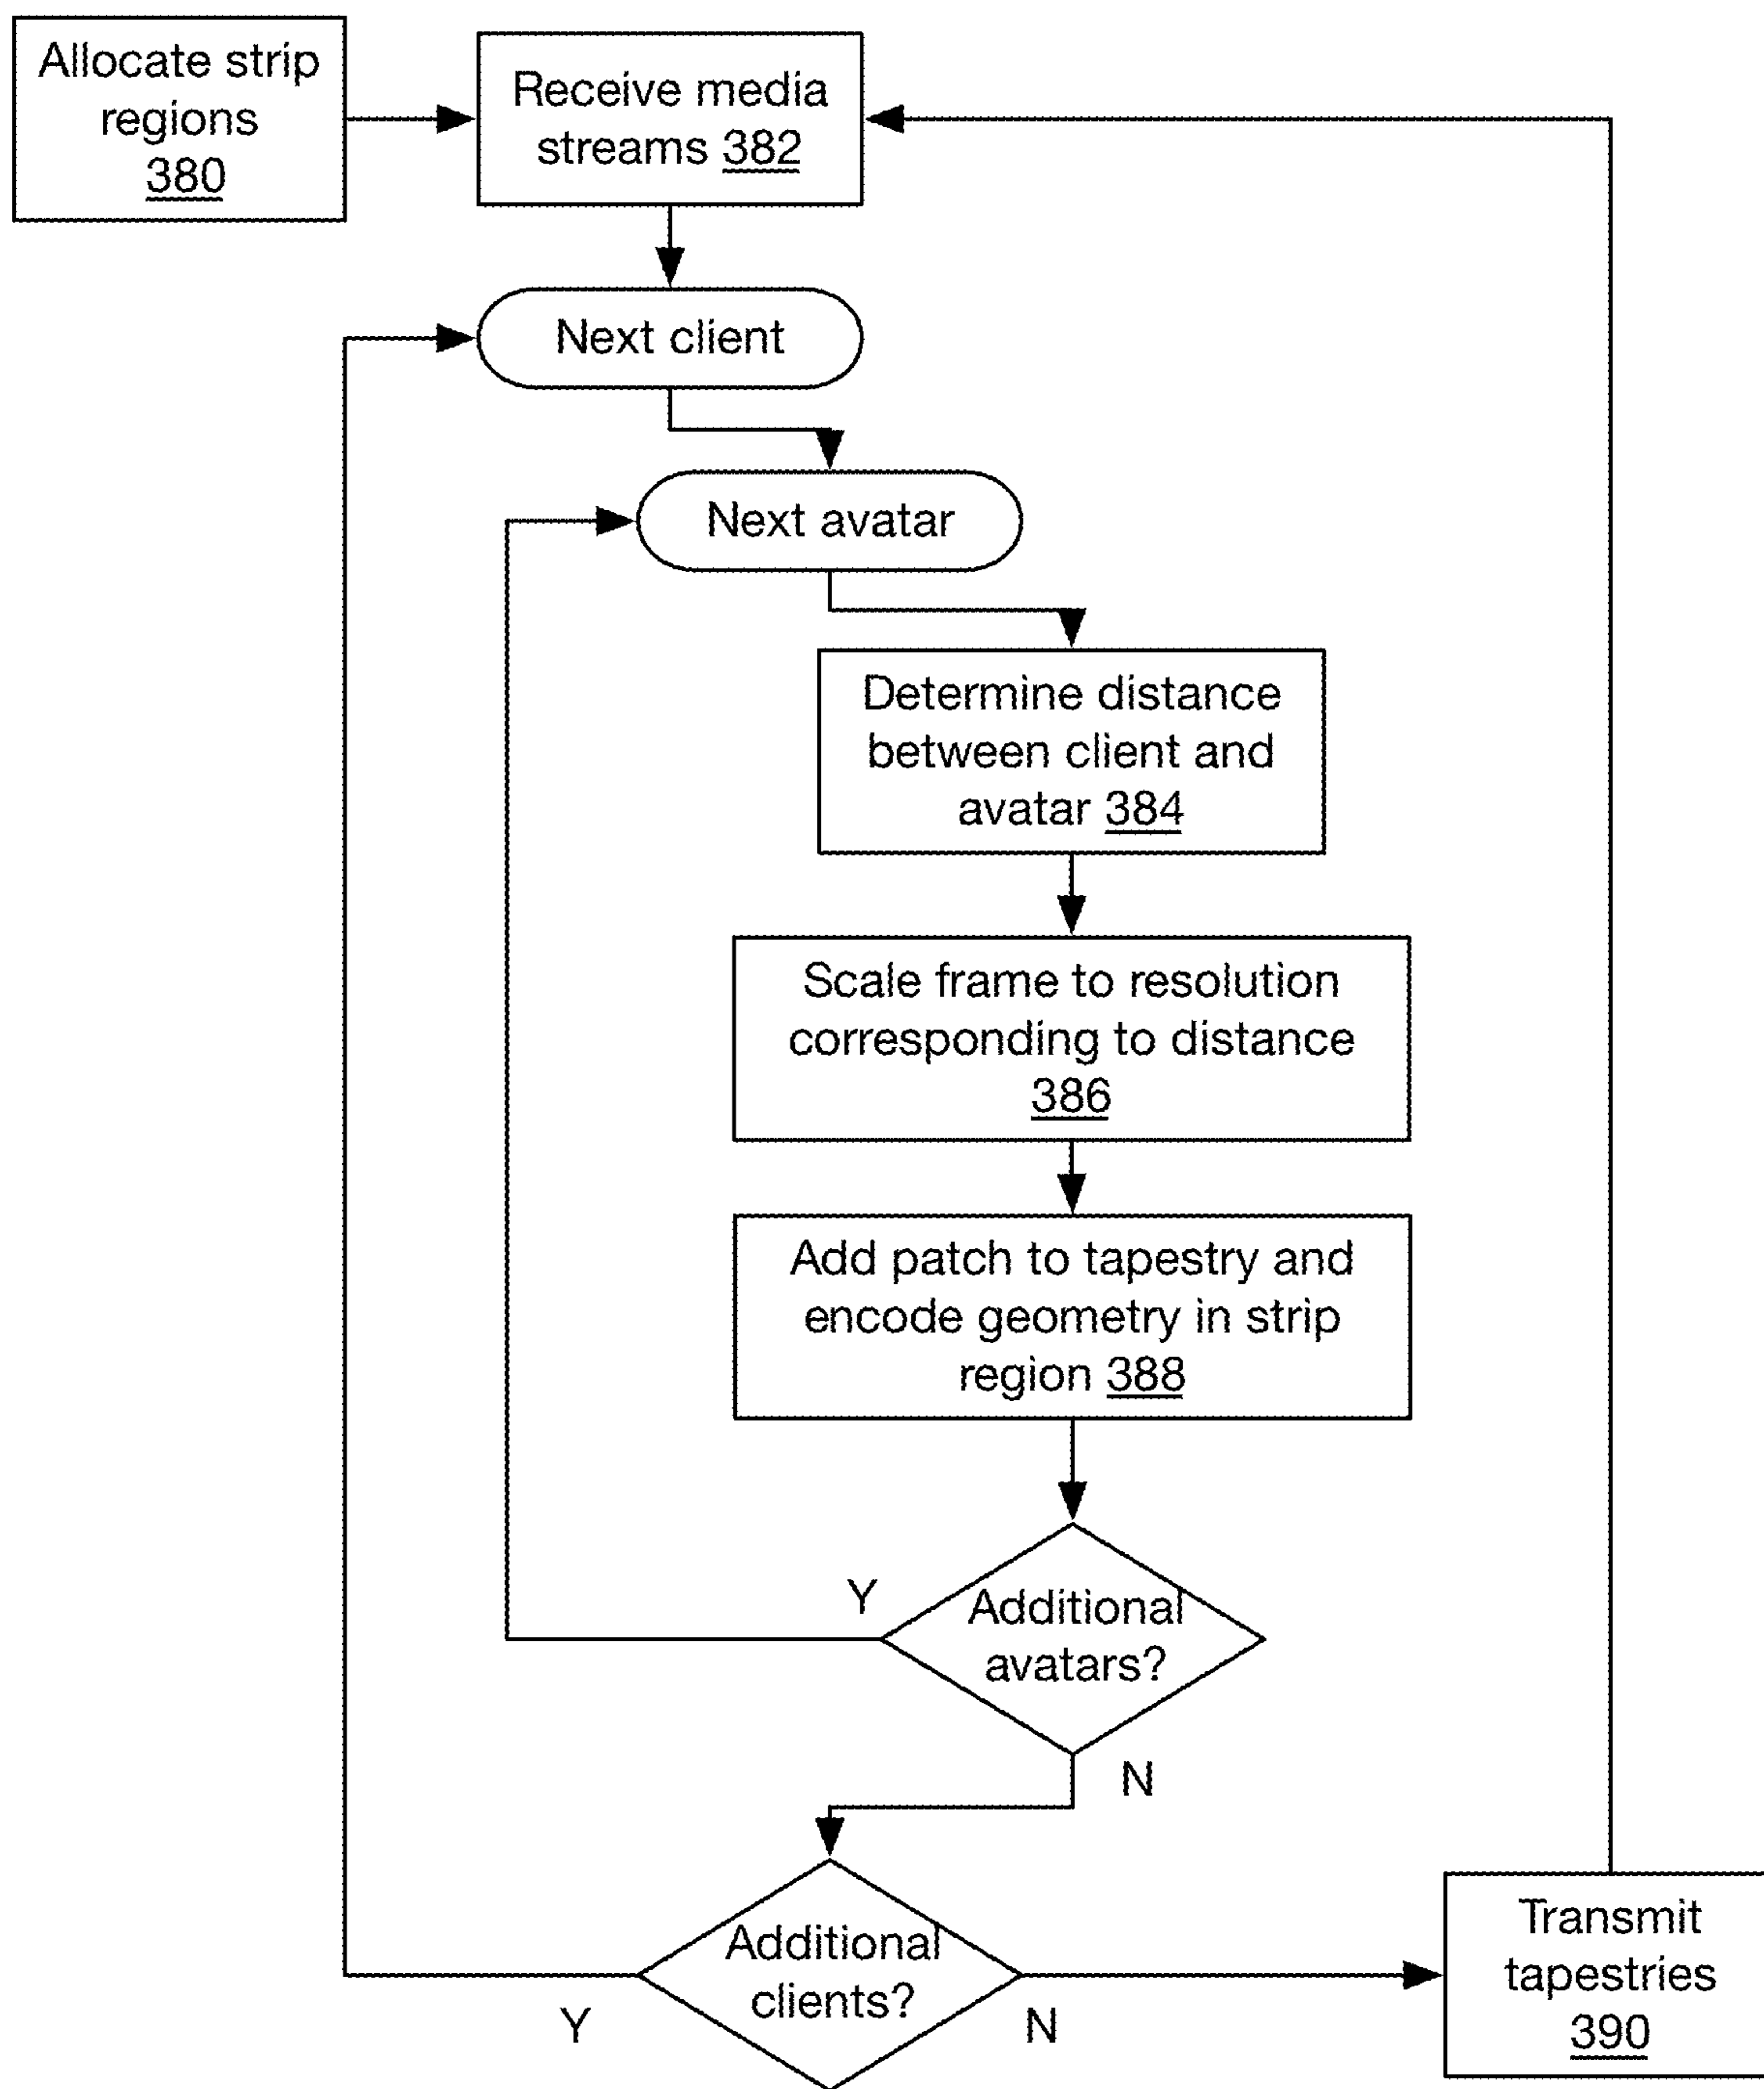 Allocate strip
regions
380
Receive media
streams 382
Next client
Next avatar
Determine distance
between client and
avatar 384
Scale frame to resolution
corresponding to distance
386
Add patch to tapestry and
encode geometry in strip
region 388
Additional
avatars?
Y
N
Additional
clients?
Y
N
Transmit
tapestries
390